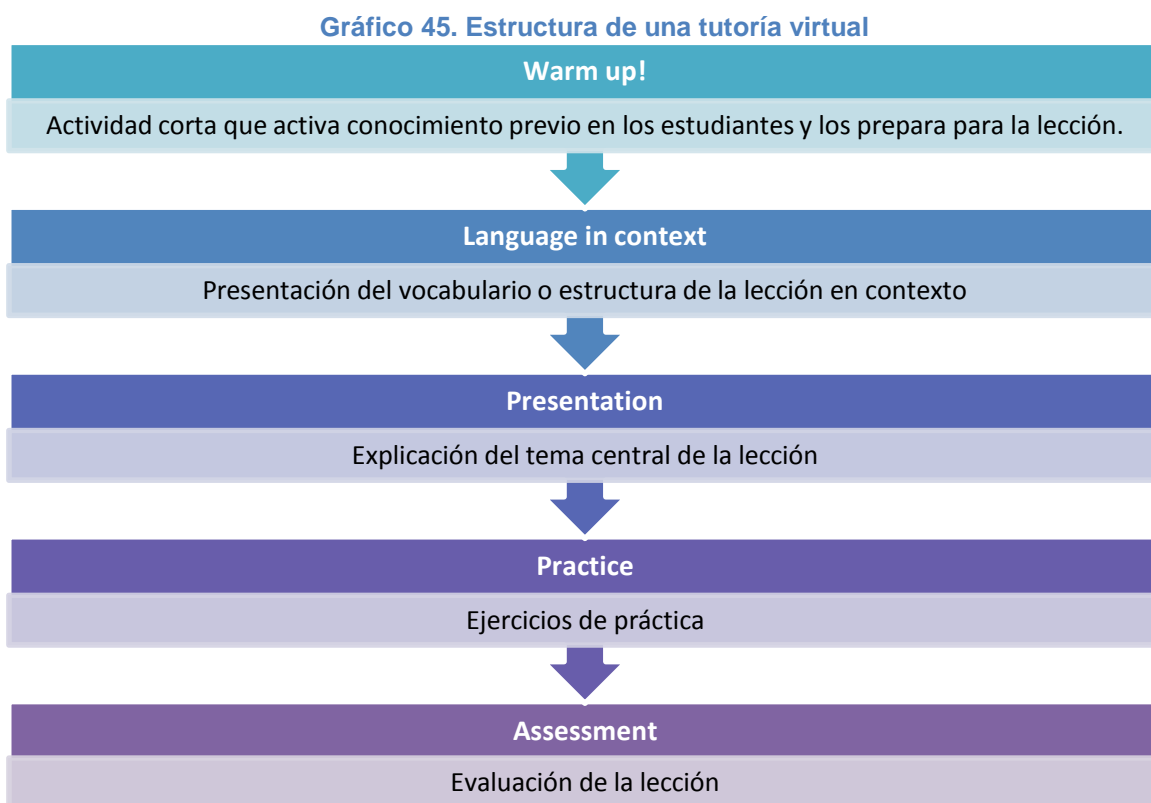 Gráfico 45. Estructura de una tutoría virtual
Warm up!
Actividad corta que activa conocimiento previo en los estudiantes y los prepara para la lección.
Language in context
Presentación del vocabulario o estructura de la lección en contexto
Presentation
Explicación del tema central de la lección
Practice
Ejercicios de práctica
Assessment
Evaluación de la lección